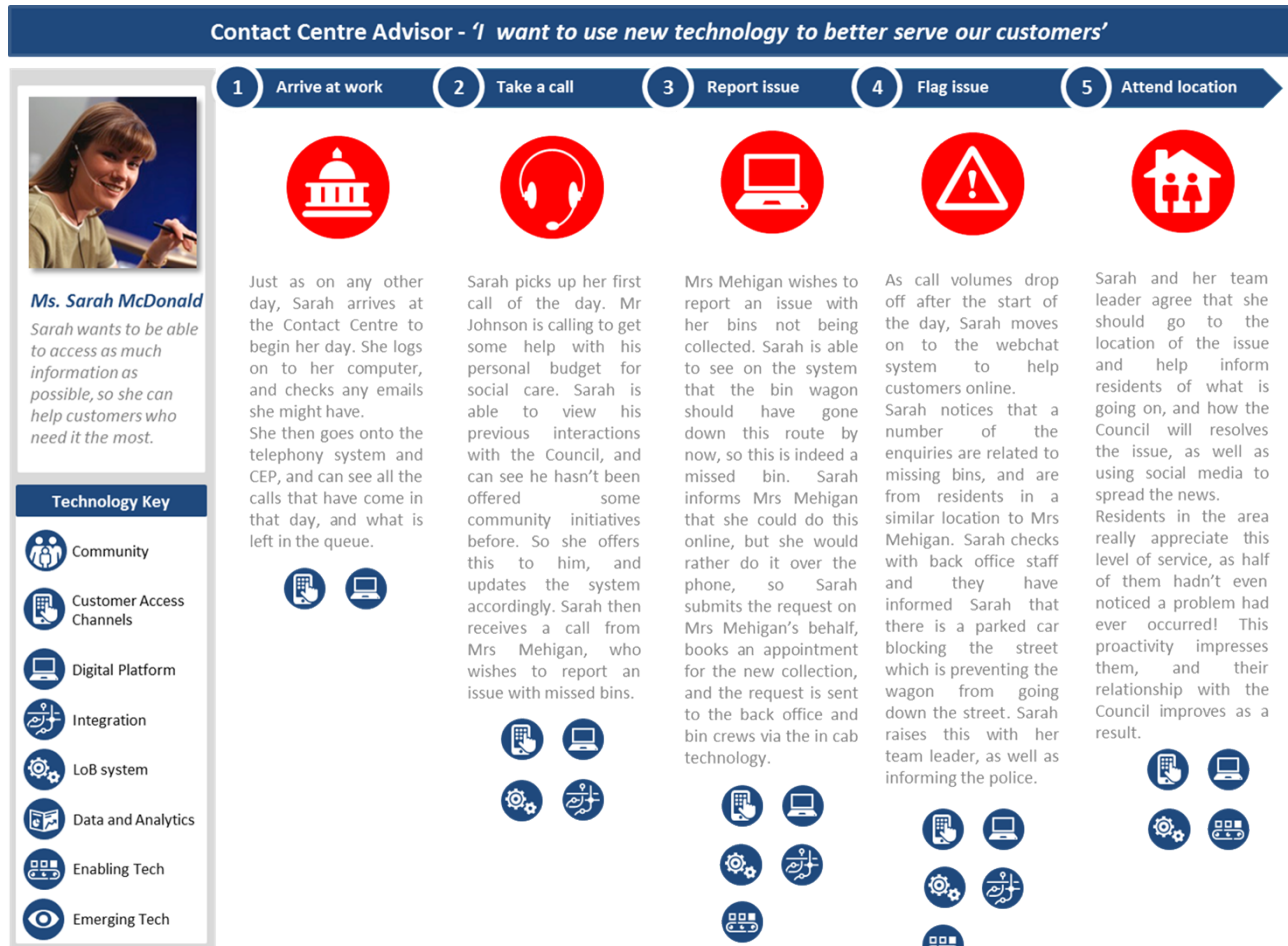 Contact Centre Advisor - ‘I want to use new technology to better serve our customers’
1 Arrive at work
2 Take a call
3 Report issue
4 Flag issue
5 Attend location
Ms. Sarah McDonald
Sarah wants to be able
to access as much
information as
possible, so she can
help customers who
need it the most.
Technology Key
Community
Customer Access
Channels
Digital Platform
Integration
LoB system
Data and Analytics
Enabling Tech
Emerging Tech
Just as on any other
day, Sarah arrives at
the Contact Centre to
begin her day. She logs
on to her computer,
and checks any emails
she might have.
She then goes onto the
telephony system and
CEP, and can see all the
calls that have come in
that day, and what is
left in the queue.
Sarah picks up her first
call of the day. Mr
Johnson is calling to get
some help with his
personal budget for
social care. Sarah is
able to view his
previous interactions
with the Council, and
can see he hasn’t been
offered some
community initiatives
before. So she offers
this to him, and
updates the system
accordingly. Sarah then
receives a call from
Mrs Mehigan, who
wishes to report an
issue with missed bins.
Mrs Mehigan wishes to
report an issue with
her bins not being
collected. Sarah is able
to see on the system
that the bin wagon
should have gone
down this route by
now, so this is indeed a
missed bin. Sarah
informs Mrs Mehigan
that she could do this
online, but she would
rather do it over the
phone, so Sarah
submits the request on
Mrs Mehigan’s behalf,
books an appointment
for the new collection,
and the request is sent
to the back office and
bin crews via the in cab
technology.
As call volumes drop
off after the start of
the day, Sarah moves
on to the webchat
system to help
customers online.
Sarah notices that a
number of the
enquiries are related to
missing bins, and are
from residents in a
similar location to Mrs
Mehigan. Sarah checks
with back office staff
and they have
informed Sarah that
there is a parked car
blocking the street
which is preventing the
wagon from going
down the street. Sarah
raises this with her
team leader, as well as
informing the police.
Sarah and her team
leader agree that she
should go to the
location of the issue
and help inform
residents of what is
going on, and how the
Council will resolves
the issue, as well as
using social media to
spread the news.
Residents in the area
really appreciate this
level of service, as half
of them hadn’t even
noticed a problem had
ever occurred! This
proactivity impresses
them, and their
relationship with the
Council improves as a
result.